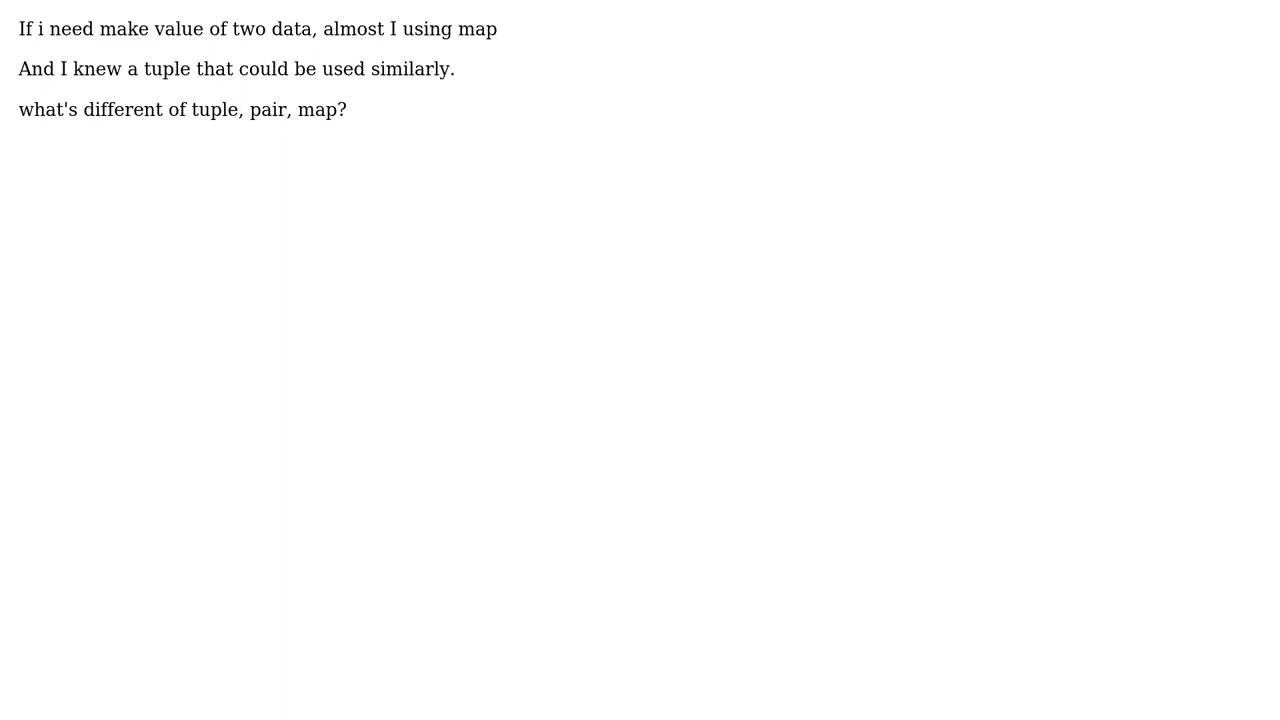 If i need make value of two data, almost I using map
And I knew a tuple that could be used similarly.
what's different of tuple, pair, map?